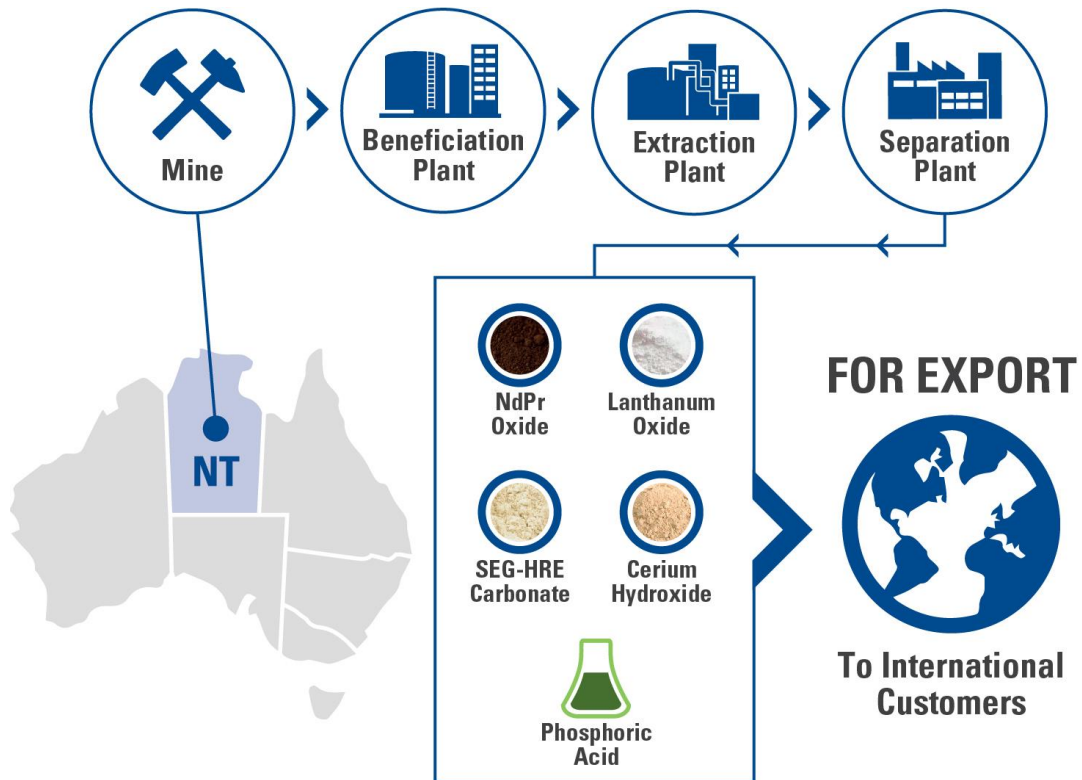 Mine
Beneficiation
Plant
Extraction
Plant
Separation
Plant
NT
NdPr
Oxide
Lanthanum
Oxide
SEG-HRE
Carbonate
Cerium
Hydroxide
Phosphoric
Acid
FOR EXPORT
To International
Customers